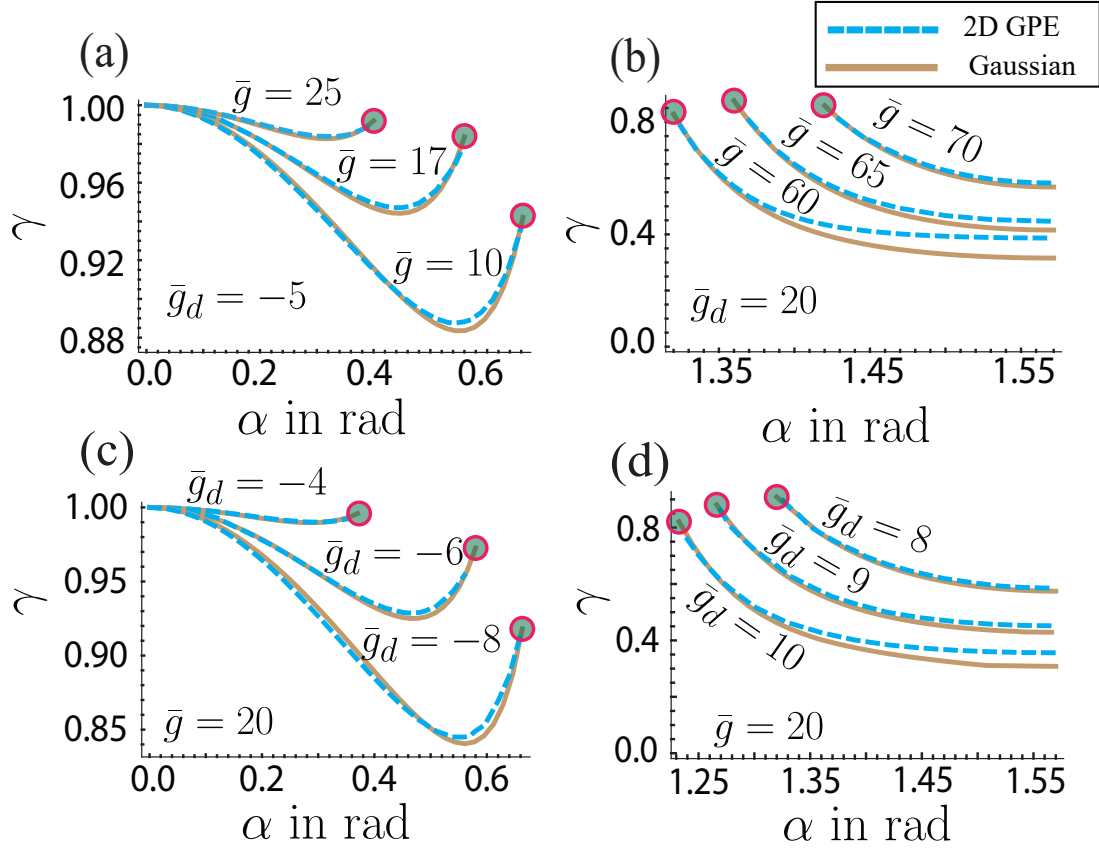 2D GPE
Gaussian
(a)
γ
1.00
0.96
0.92
0.88
ḡ = 25
ḡ = 17
ḡ = 10
ḡ_d = −5
0.0 0.2 0.4 0.6
α in rad
(b)
γ
0.8
0.4
0.0
ḡ = 70
ḡ = 65
ḡ = 60
ḡ_d = 20
1.35 1.45 1.55
α in rad
(c)
γ
1.00
0.95
0.90
0.85
ḡ_d = −4
ḡ_d = −6
ḡ_d = −8
ḡ = 20
0.0 0.2 0.4 0.6
α in rad
(d)
γ
0.8
0.4
0.0
ḡ_d = 8
ḡ_d = 9
ḡ_d = 10
ḡ = 20
1.25 1.35 1.45 1.55
α in rad